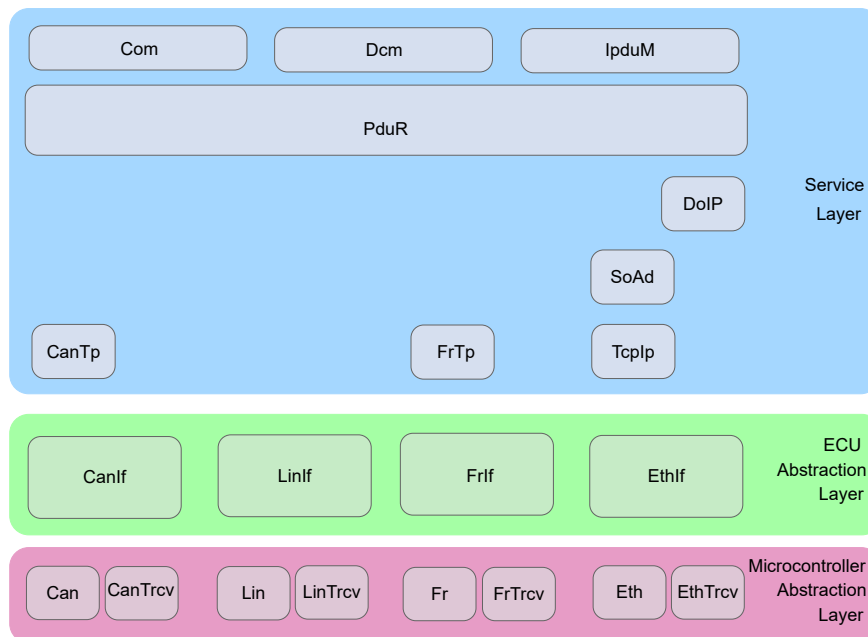 Com
Dcm
IpduM
PduR
Service
Layer
DoIP
SoAd
CanTp
FrTp
TcpIp
CanIf
LinIf
FrIf
EthIf
ECU
Abstraction
Layer
Can
CanTrcv
Lin
LinTrcv
Fr
FrTrcv
Eth
EthTrcv
Microcontroller
Abstraction
Layer